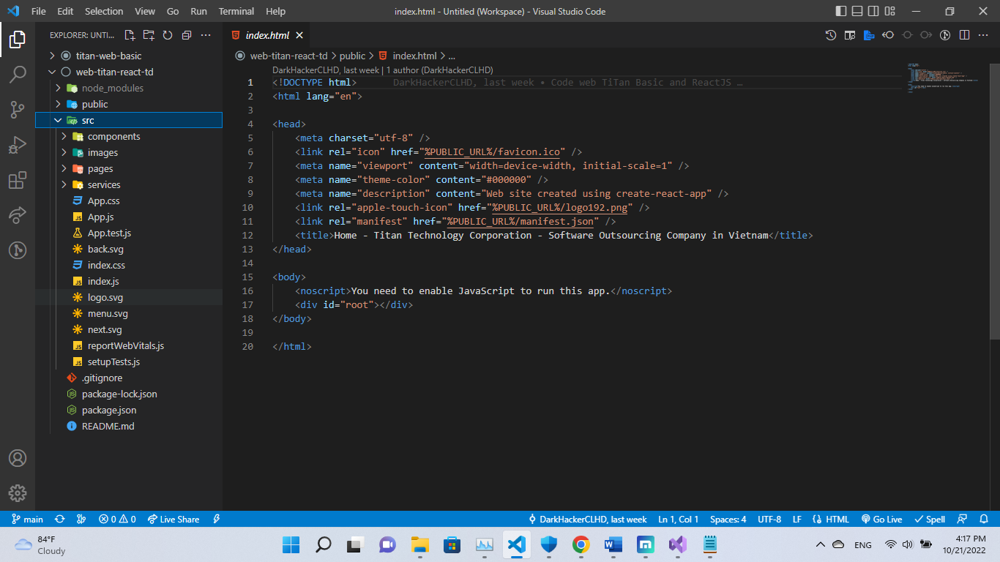 File Edit Selection View Go Run Terminal Help
index.html - Untitled (Workspace) - Visual Studio Code
EXPLORER: UNTI...
titan-web-basic
web-titan-react-td
node_modules
public
src
components
images
pages
services
App.css
App.js
App.test.js
back.svg
index.css
index.js
logo.svg
menu.svg
next.svg
reportWebVitals.js
setupTests.js
.gitignore
package-lock.json
package.json
README.md
index.html
web-titan-react-td > public > index.html > ...
DarkHackerCLHD, last week | 1 author (DarkHackerCLHD)
1 <!DOCTYPE html> DarkHackerCLHD, last week • Code web TiTan Basic and ReactJS …
2 <html lang="en">
3
4 <head>
5 <meta charset="utf-8" />
6 <link rel="icon" href="%PUBLIC_URL%/favicon.ico" />
7 <meta name="viewport" content="width=device-width, initial-scale=1" />
8 <meta name="theme-color" content="#000000" />
9 <meta name="description" content="Web site created using create-react-app" />
10 <link rel="apple-touch-icon" href="%PUBLIC_URL%/logo192.png" />
11 <link rel="manifest" href="%PUBLIC_URL%/manifest.json" />
12 <title>Home - Titan Technology Corporation - Software Outsourcing Company in Vietnam</title>
13 </head>
14
15 <body>
16 <noscript>You need to enable JavaScript to run this app.</noscript>
17 <div id="root"></div>
18 </body>
19
20 </html>
main 0 0 Live Share
DarkHackerCLHD, last week Ln 1, Col 1 Spaces: 4 UTF-8 LF HTML Go Live Spell
84°F
Cloudy
ENG
4:17 PM
10/21/2022